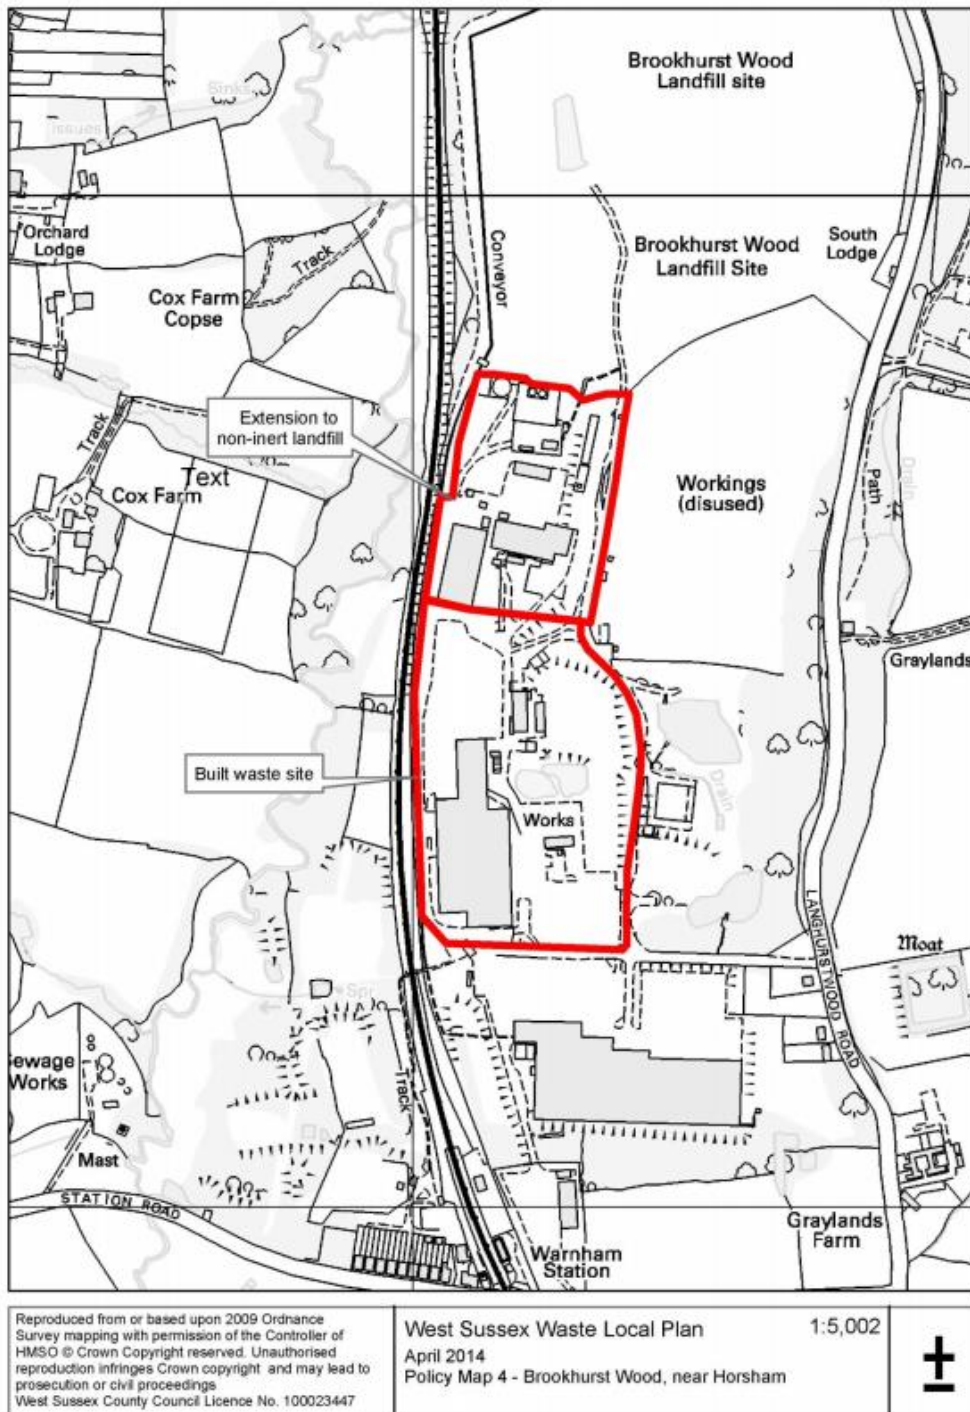 Brookhurst Wood
Landfill site
Sinks
Issues
Orchard
Lodge
Track
Conveyor
Brookhurst Wood
Landfill Site
South
Lodge
Cox Farm
Copse
Extension to
non-inert landfill
Track
Text
Cox Farm
Workings
(disused)
Path
Drain
Graylands
Built waste site
Drain
Works
LANGHURSTWOOD ROAD
Moat
Spr
Sewage
Works
Track
Mast
STATION ROAD
Graylands
Farm
Warnham
Station
Reproduced from or based upon 2009 Ordnance
Survey mapping with permission of the Controller of
HMSO © Crown Copyright reserved. Unauthorised
reproduction infringes Crown copyright and may lead to
prosecution or civil proceedings
West Sussex County Council Licence No. 100023447
West Sussex Waste Local Plan 1:5,002
April 2014
Policy Map 4 - Brookhurst Wood, near Horsham